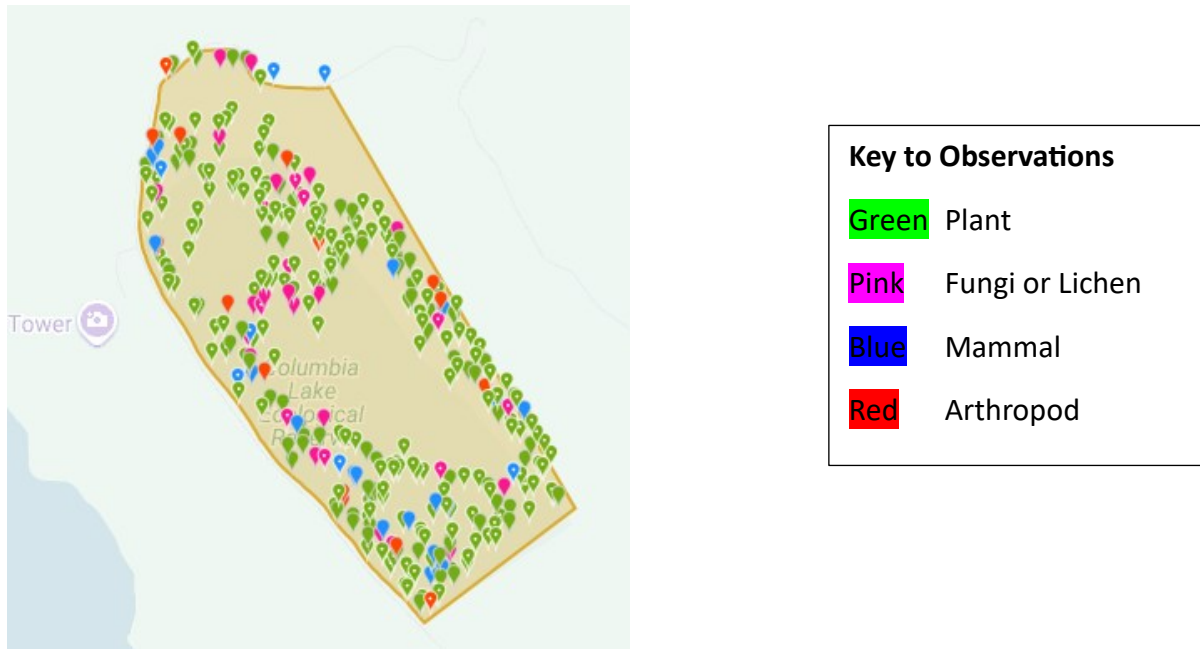 Tower
Columbia
Lake
Ecological
Key to Observations
Green Plant
Pink Fungi or Lichen
Blue Mammal
Red Arthropod